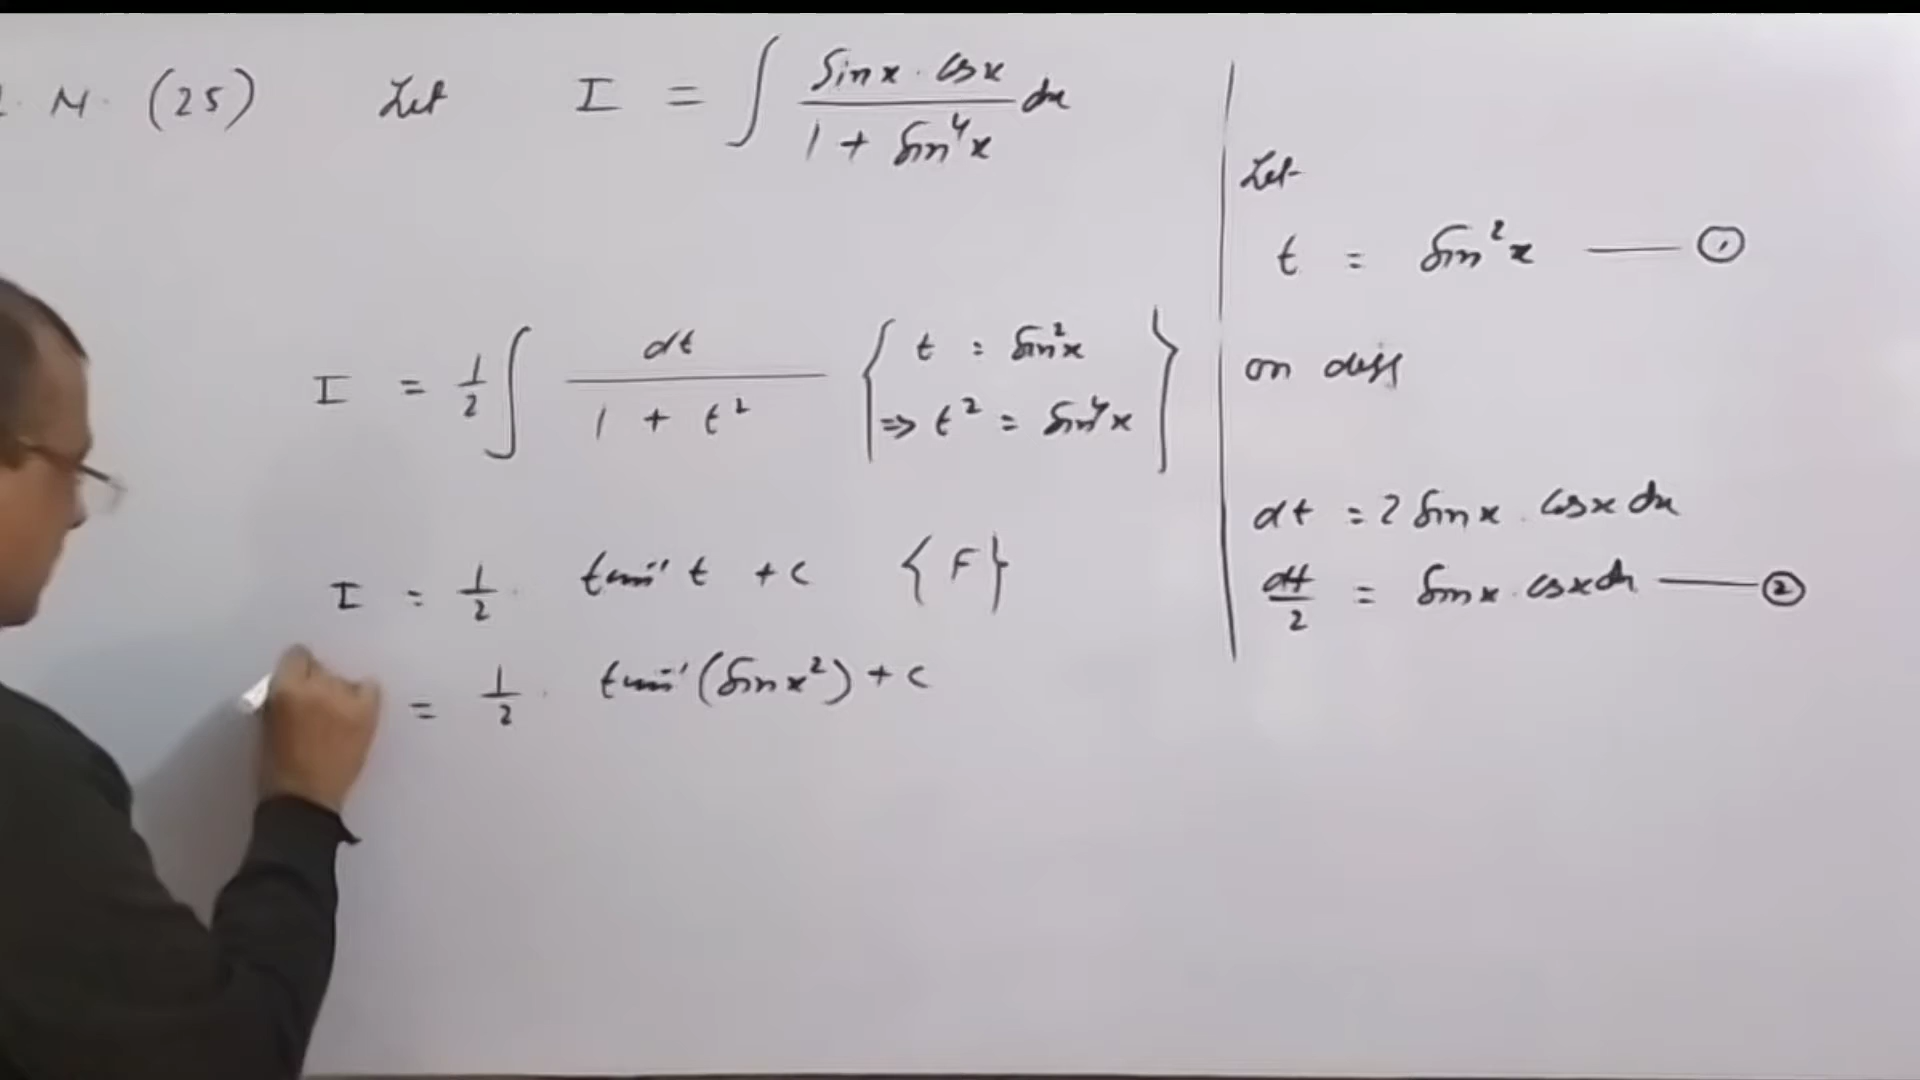 . N. (25) Let I = ∫ Sinx . Cosx / 1 + Sin⁴x dx
I = 1/2 ∫ dt / 1 + t² { t = Sin²x
⇒ t² = Sin⁴x }
I = 1/2 . tan⁻¹ t + c {F}
= 1/2 . tan⁻¹ (Sinx²) + c
Let
t = Sin²x —— ①
on diff
dt = 2 Sinx . Cosx dx
dt/2 = Sinx . Cosx dx —— ②